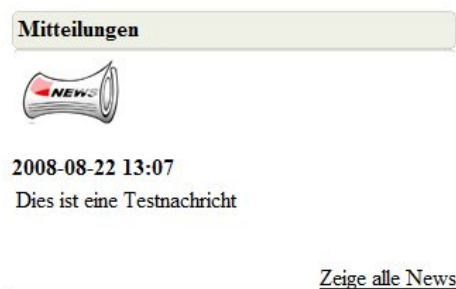 Mitteilungen
NEWS
2008-08-22 13:07
Dies ist eine Testnachricht
Zeige alle News